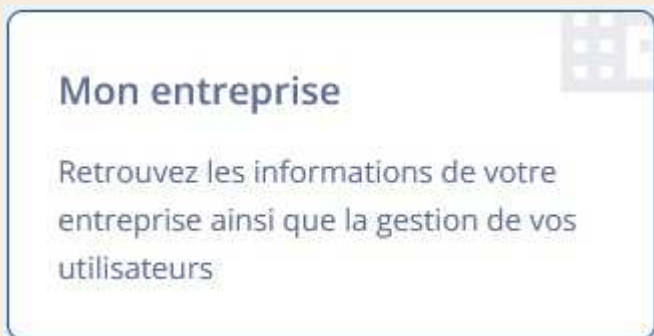 Mon entreprise
Retrouvez les informations de votre
entreprise ainsi que la gestion de vos
utilisateurs